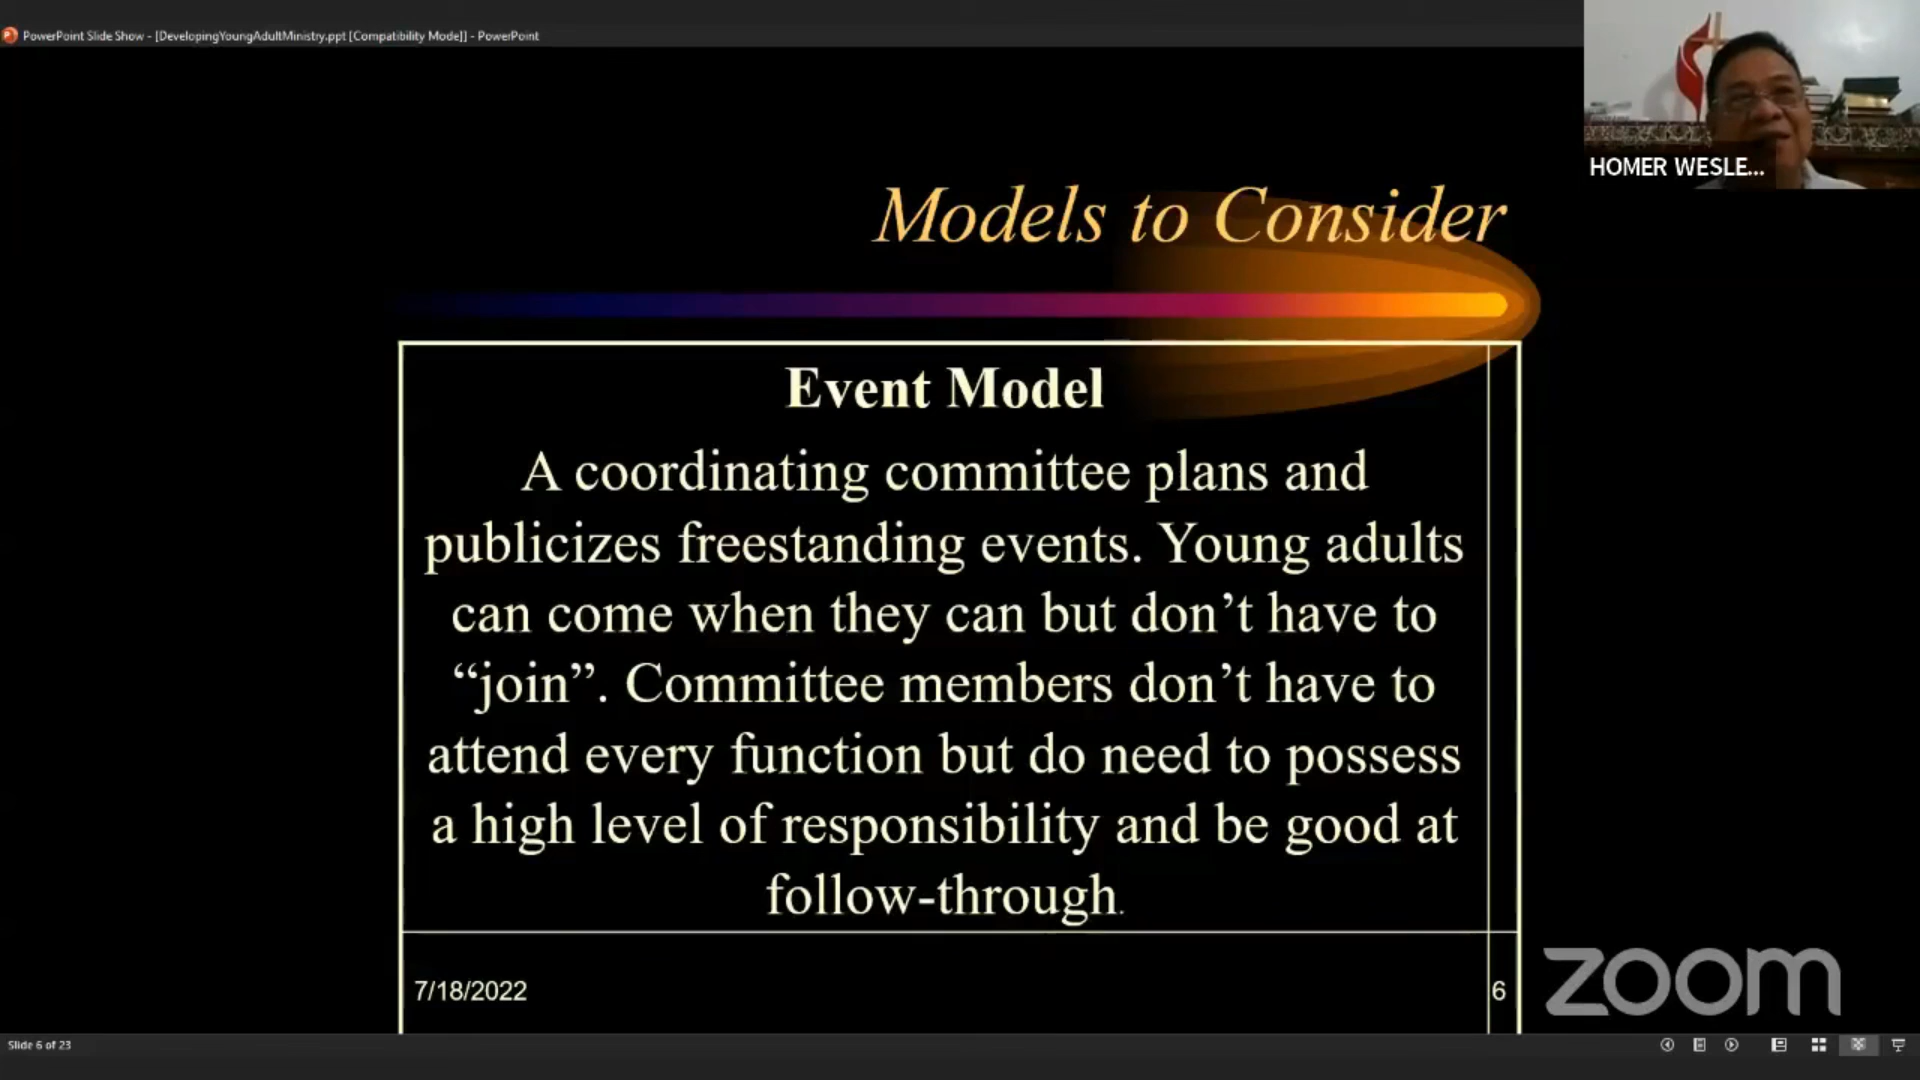 PowerPoint Slide Show - [DevelopingYoungAdultMinistry.ppt [Compatibility Mode]] - PowerPoint
HOMER WESLE...
Models to Consider
Event Model
A coordinating committee plans and
publicizes freestanding events. Young adults
can come when they can but don’t have to
“join”. Committee members don’t have to
attend every function but do need to possess
a high level of responsibility and be good at
follow-through.
7/18/2022
6
zoom
Slide 6 of 23